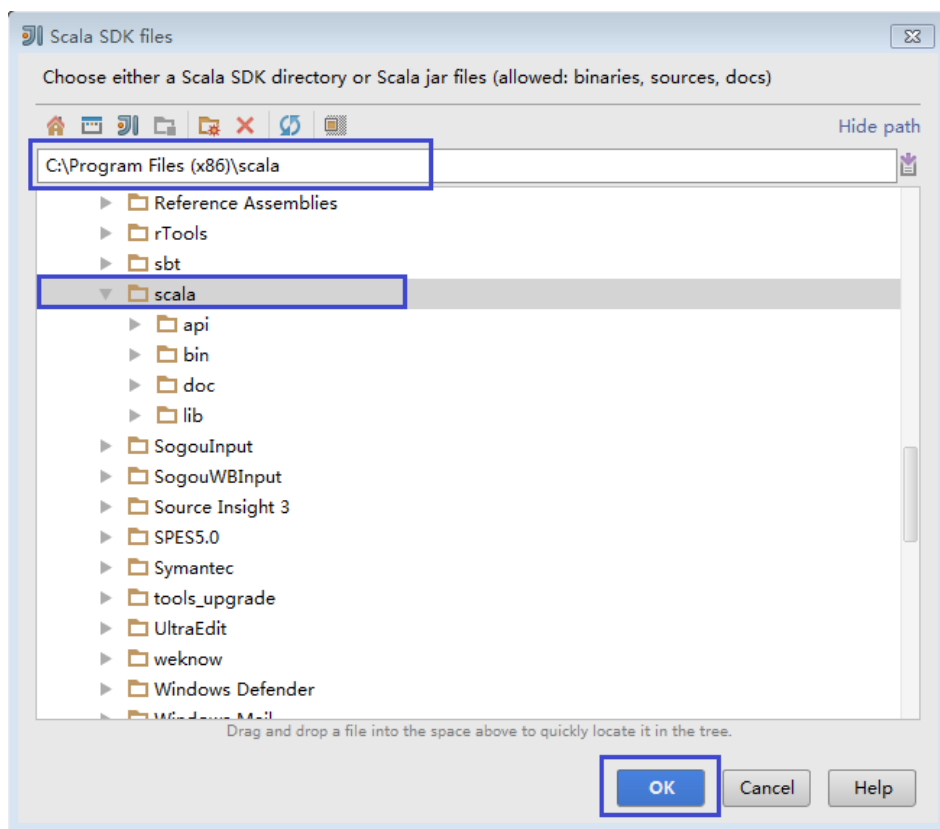 Scala SDK files
Choose either a Scala SDK directory or Scala jar files (allowed: binaries, sources, docs)
Hide path
C:\Program Files (x86)\scala
Reference Assemblies
rTools
sbt
scala
api
bin
doc
lib
SogouInput
SogouWBInput
Source Insight 3
SPES5.0
Symantec
tools_upgrade
UltraEdit
weknow
Windows Defender
Windows Mail
Drag and drop a file into the space above to quickly locate it in the tree.
OK Cancel Help